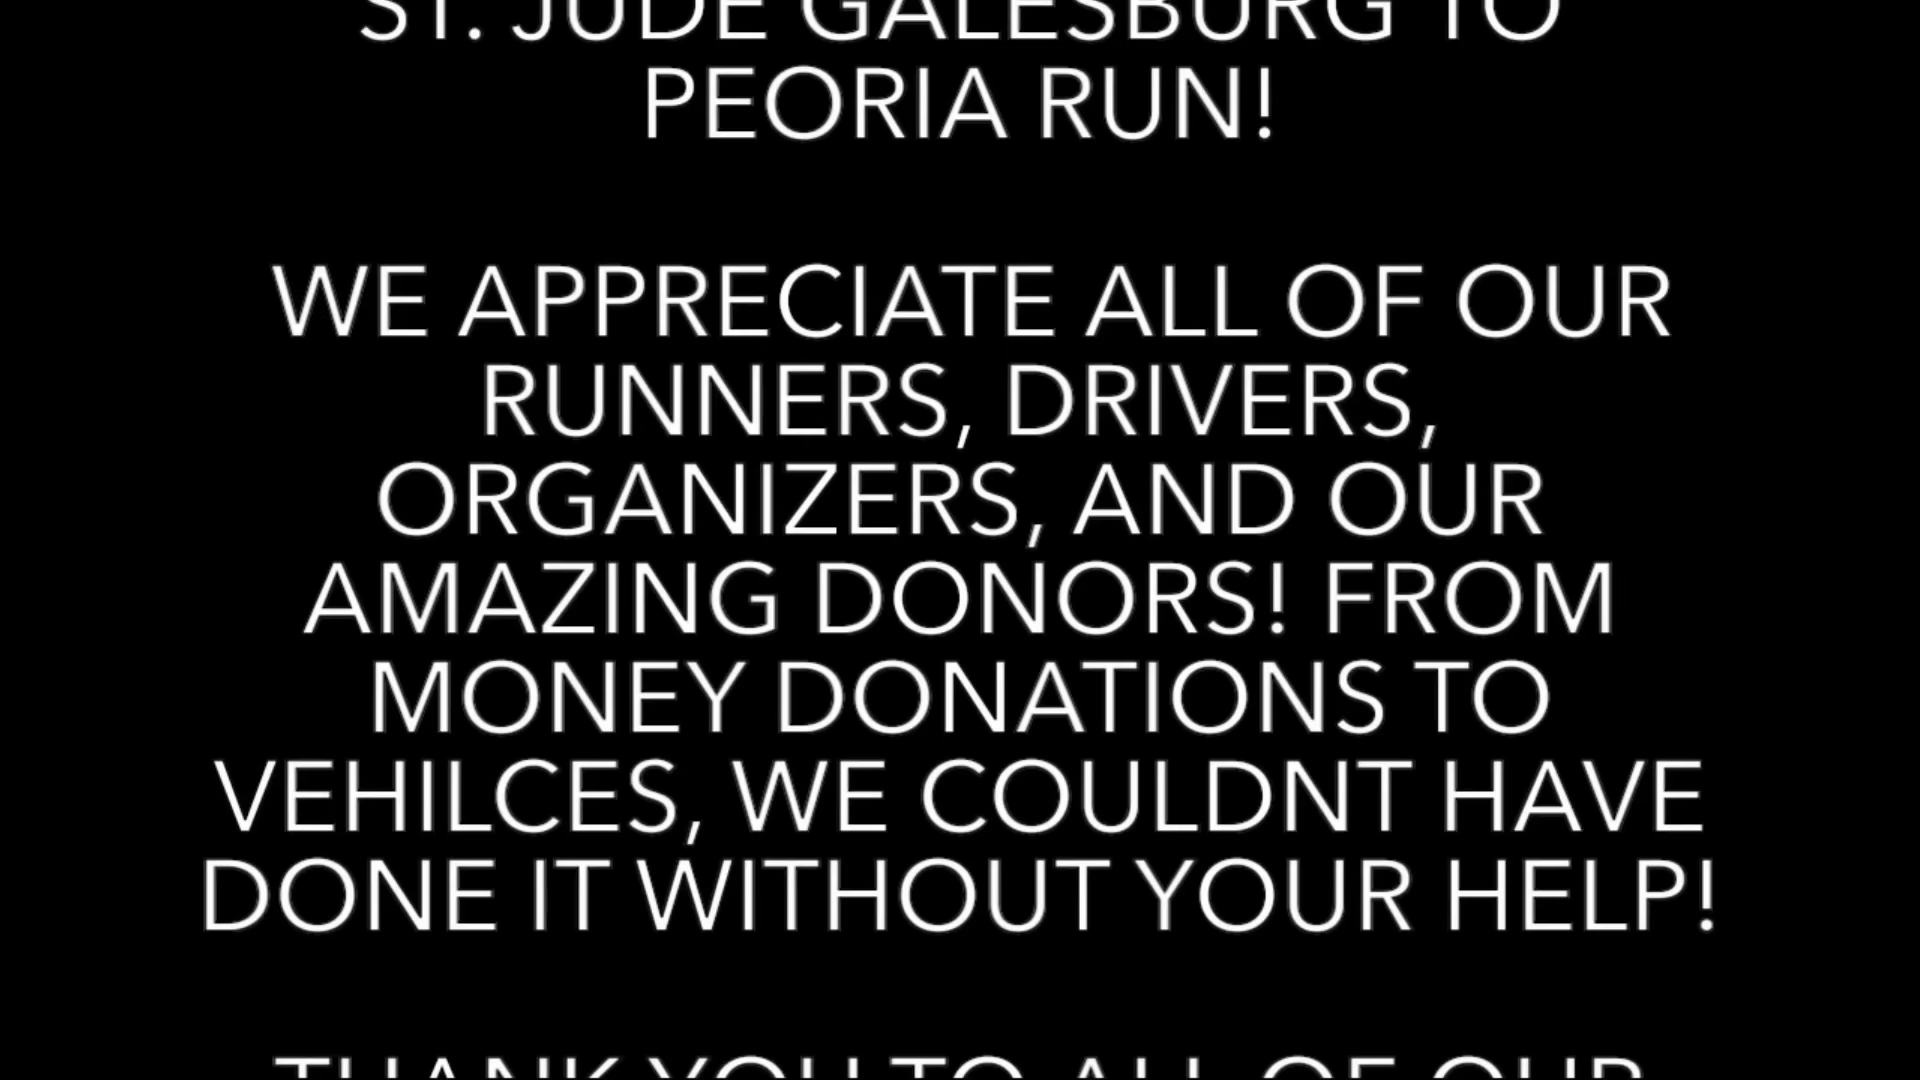 ST. JUDE GALESBURG TO
PEORIA RUN!
WE APPRECIATE ALL OF OUR
RUNNERS, DRIVERS,
ORGANIZERS, AND OUR
AMAZING DONORS! FROM
MONEY DONATIONS TO
VEHILCES, WE COULDNT HAVE
DONE IT WITHOUT YOUR HELP!
THANK YOU TO ALL OF OUR